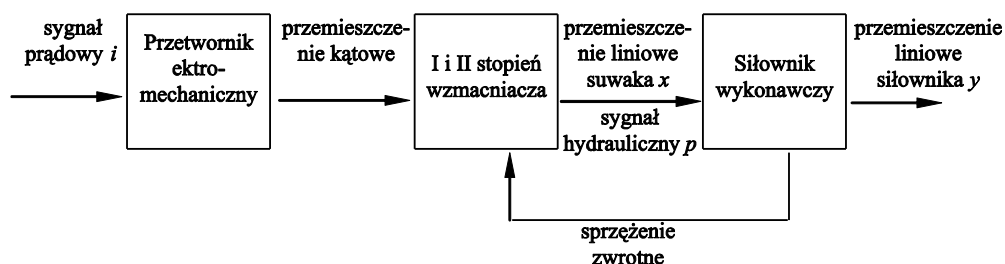 sygnał
prądowy i
Przetwornik
ektro-
mechaniczny
przemieszcze-
nie kątowe
I i II stopień
wzmacniacza
przemieszcze-
nie liniowe
suwaka x
sygnał
hydrauliczny p
Siłownik
wykonawczy
przemieszczenie
liniowe
siłownika y
sprzężenie
zwrotne